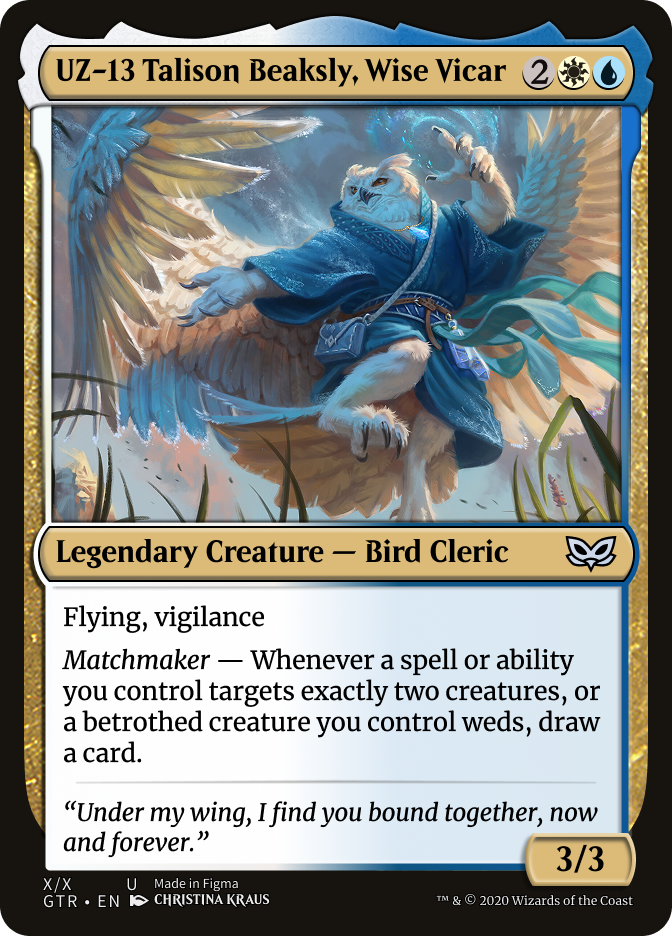 UZ-13 Talison Beaksly, Wise Vicar 2
Legendary Creature — Bird Cleric
Flying, vigilance
Matchmaker — Whenever a spell or ability
you control targets exactly two creatures, or
a betrothed creature you control weds, draw
a card.
“Under my wing, I find you bound together, now
and forever.”
3/3
X/X U Made in Figma
GTR • EN CHRISTINA KRAUS
™ & © 2020 Wizards of the Coast